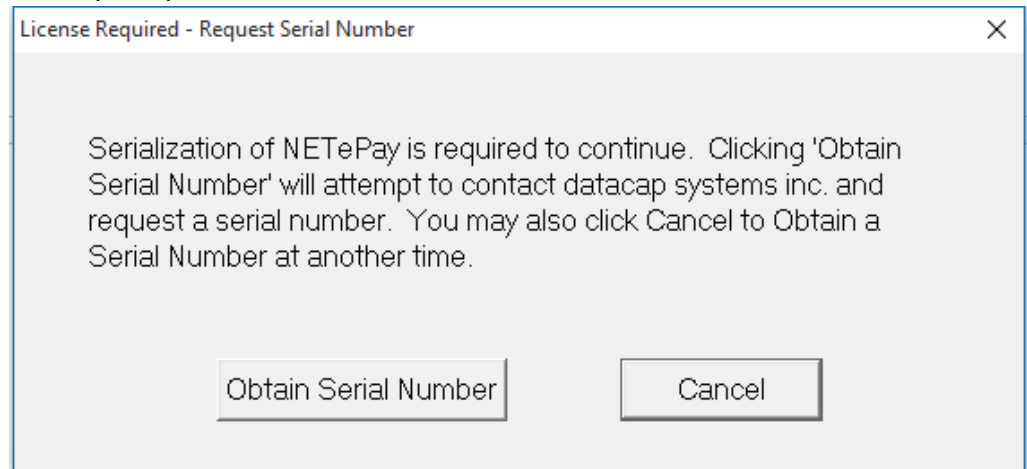 License Required - Request Serial Number
Serialization of NETePay is required to continue.  Clicking 'Obtain
Serial Number' will attempt to contact datacap systems inc. and
request a serial number.  You may also click Cancel to Obtain a
Serial Number at another time.
Obtain Serial Number
Cancel